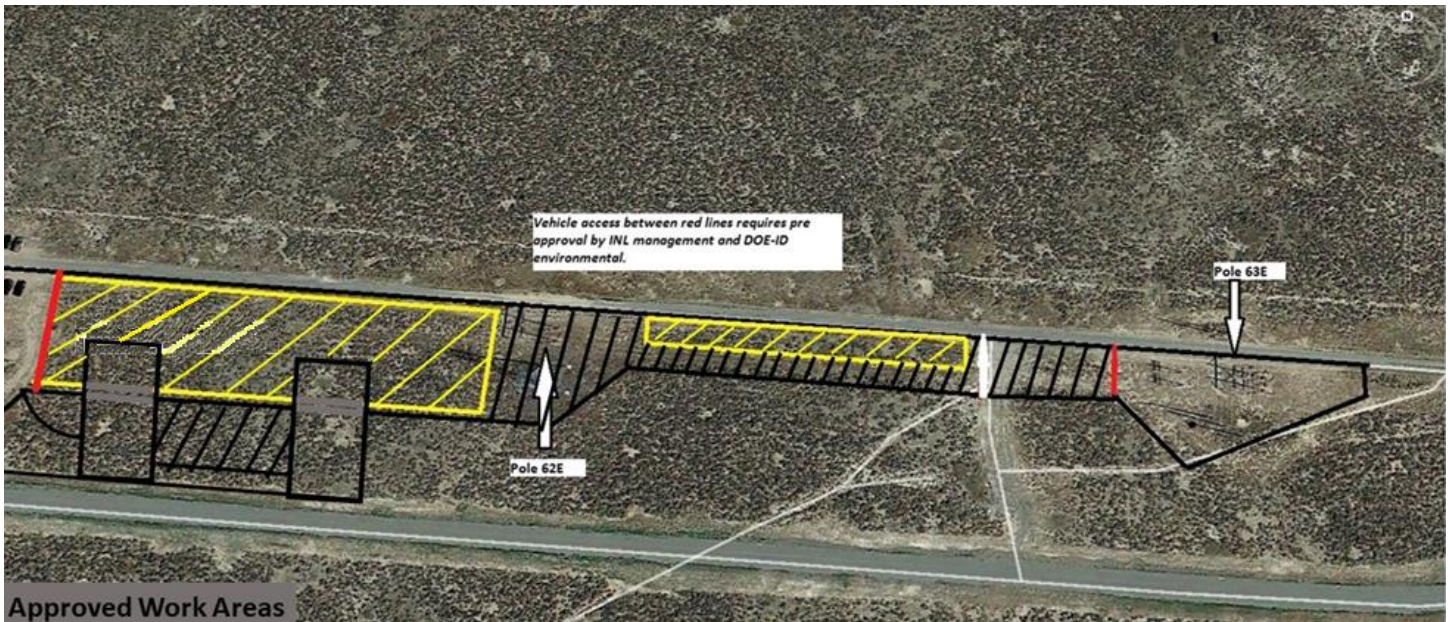 N
Vehicle access between red lines requires pre
approval by INL management and DOE-ID
environmental.
Pole 63E
Pole 62E
Approved Work Areas